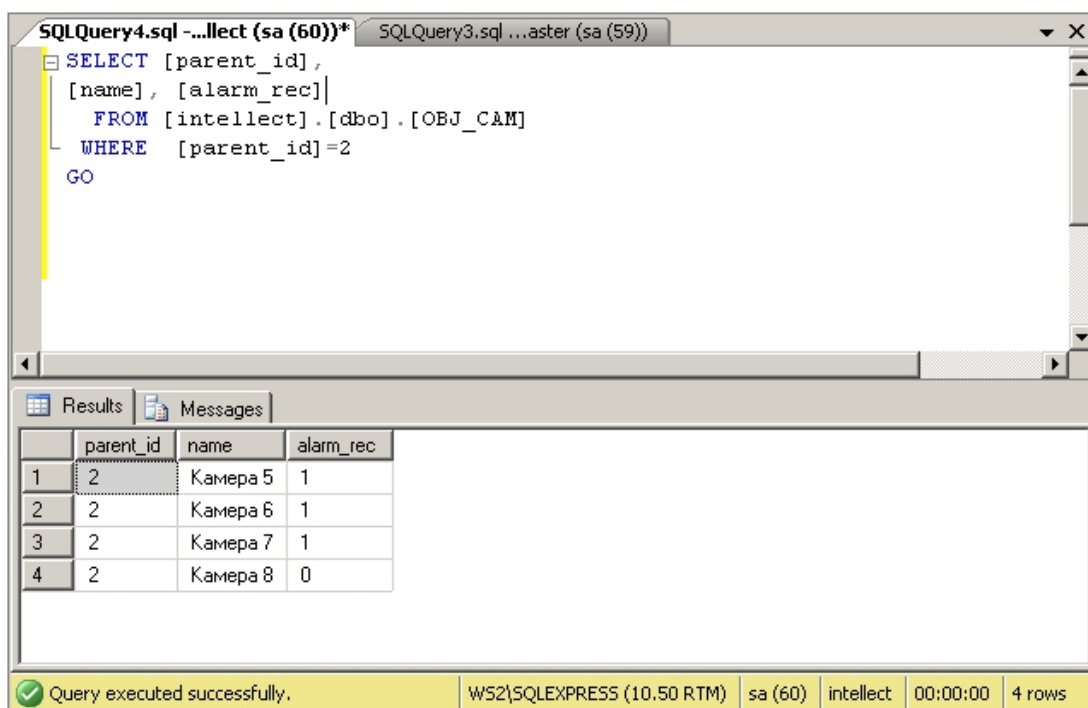 SQLQuery4.sql -...llect (sa (60))* SQLQuery3.sql ...aster (sa (59))
SELECT [parent_id],
[name], [alarm_rec]
FROM [intellect].[dbo].[OBJ_CAM]
WHERE [parent_id]=2
GO
Results Messages
parent_id name alarm_rec
1 2 Камера 5 1
2 2 Камера 6 1
3 2 Камера 7 1
4 2 Камера 8 0
Query executed successfully. WS2\SQLEXPRESS (10.50 RTM) sa (60) intellect 00:00:00 4 rows